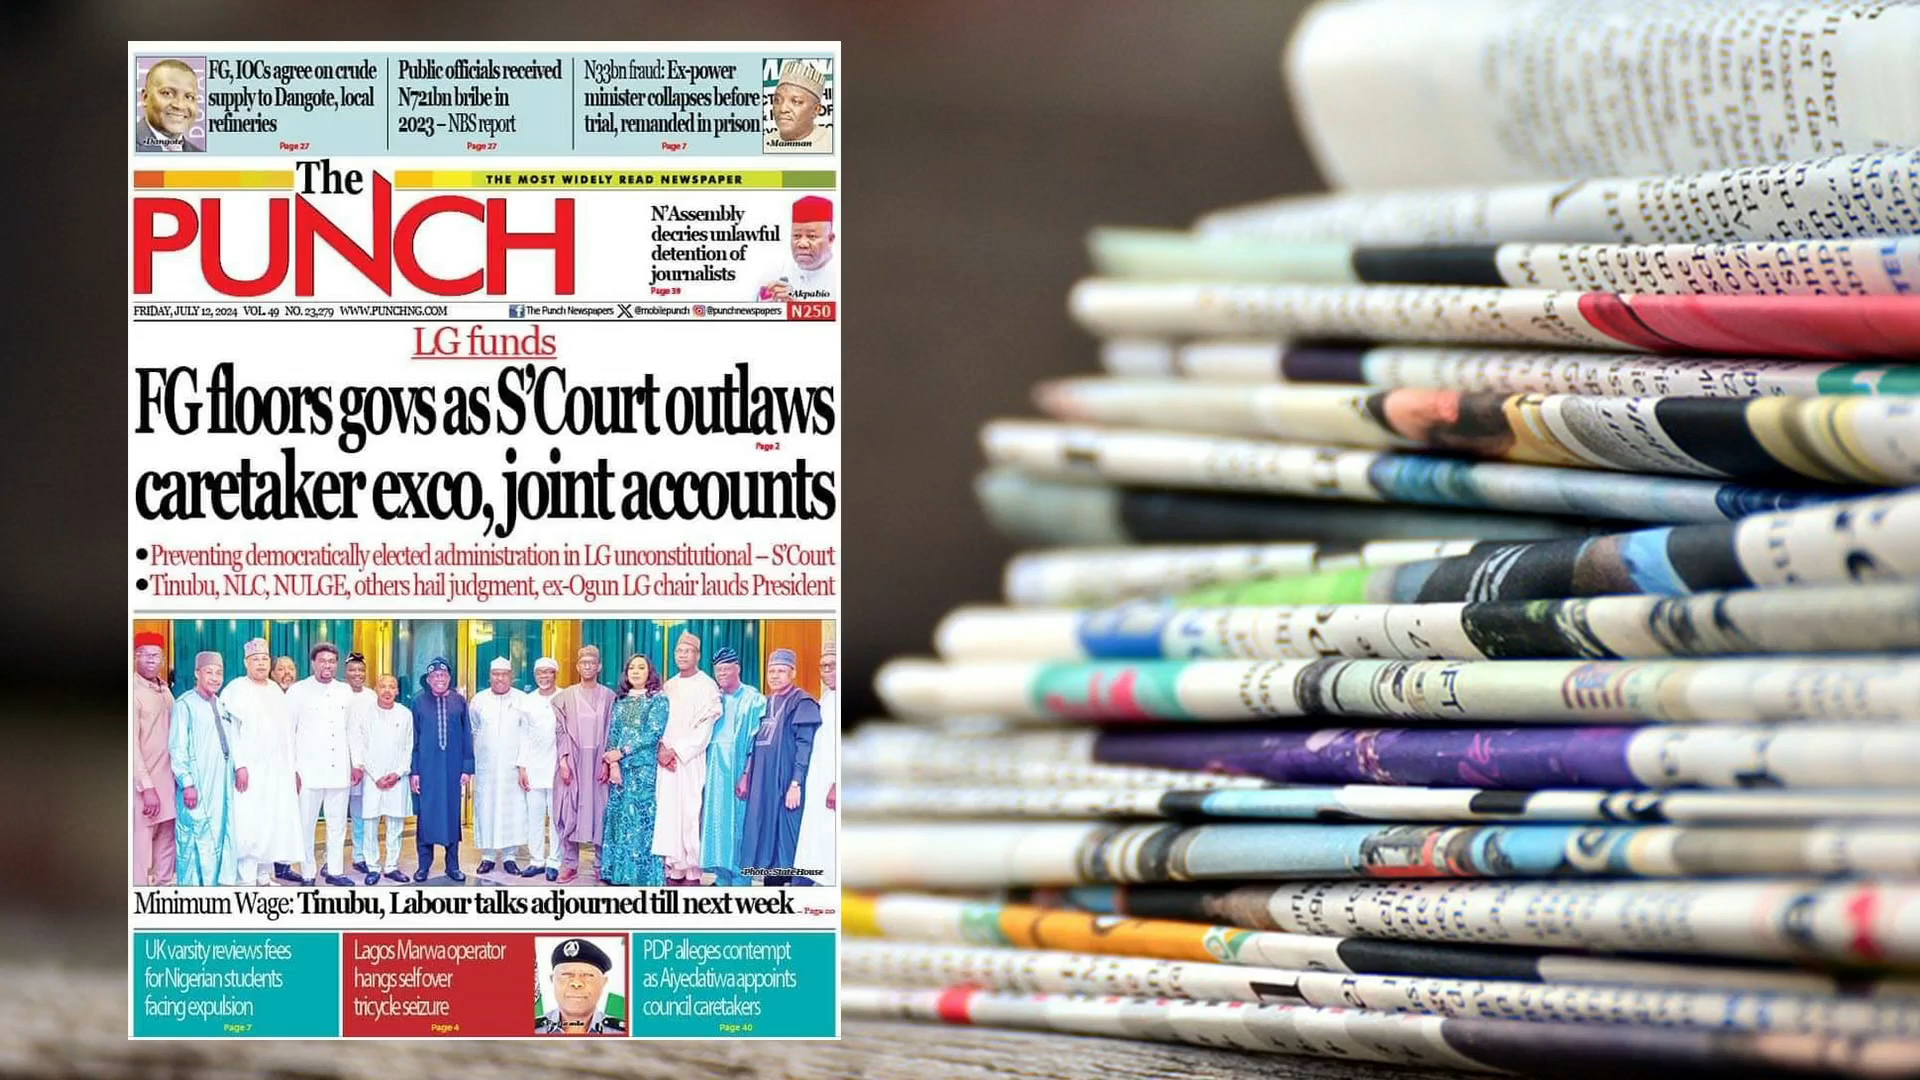 FG, IOCs agree on crude
supply to Dangote, local
refineries
Page 27
•Dangote
Public officials received
N721bn bribe in
2023 – NBS report
Page 27
N33bn fraud: Ex-power
minister collapses before
trial, remanded in prison
Page 7
•Mamman
THE MOST WIDELY READ NEWSPAPER
The
PUNCH
N'Assembly
decries unlawful
detention of
journalists
Page 39
•Akpabio
FRIDAY, JULY 12, 2024 VOL. 49 NO. 23,279 WWW.PUNCHNG.COM
The Punch Newspapers @mobilepunch @punchnewspapers N250
LG funds
FG floors govs as S'Court outlaws
Page 2
caretaker exco, joint accounts
•Preventing democratically elected administration in LG unconstitutional – S'Court
•Tinubu, NLC, NULGE, others hail judgment, ex-Ogun LG chair lauds President
•Photo: State House
Minimum Wage: Tinubu, Labour talks adjourned till next week – Page 20
UK varsity reviews fees
for Nigerian students
facing expulsion
Page 7
Lagos Marwa operator
hangs self over
tricycle seizure
Page 4
PDP alleges contempt
as Aiyedatiwa appoints
council caretakers
Page 40